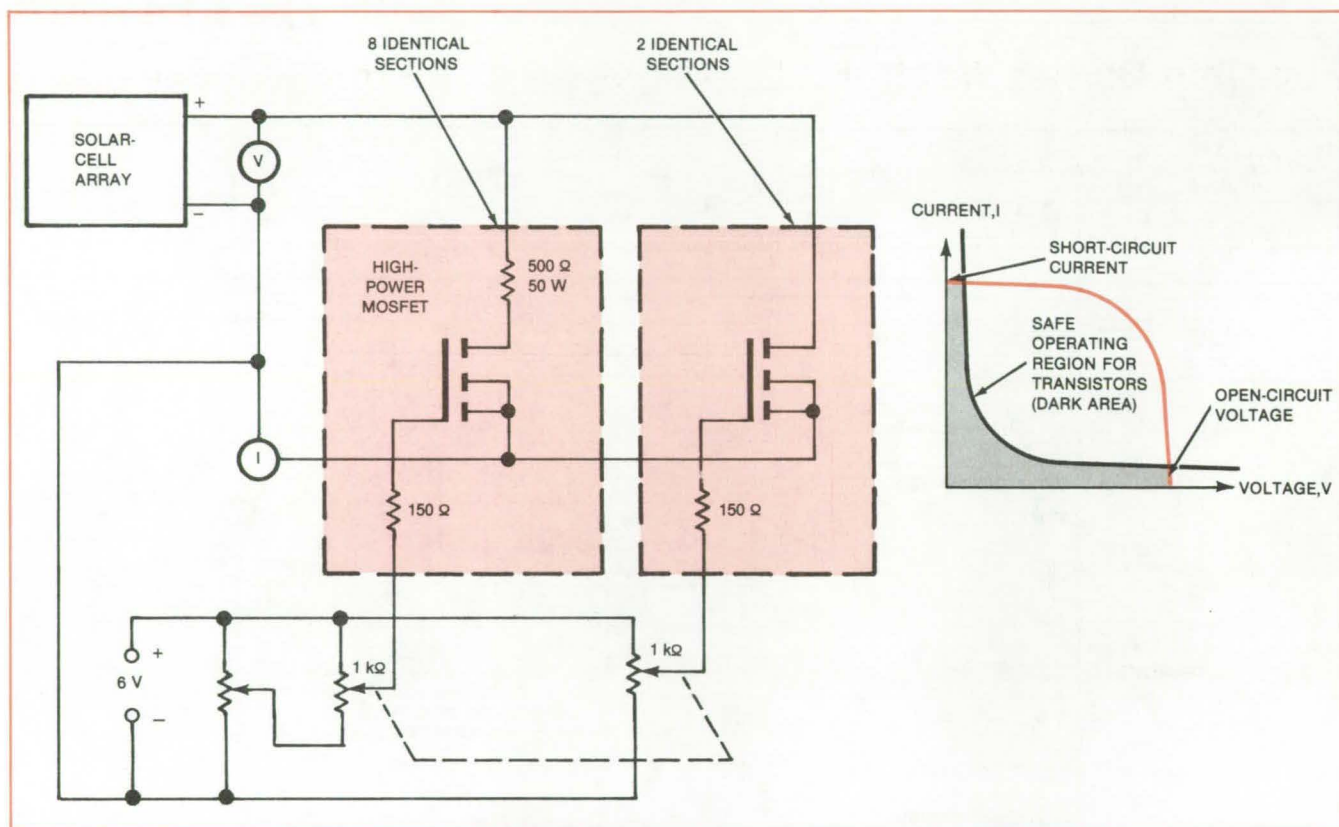 8 IDENTICAL
SECTIONS
2 IDENTICAL
SECTIONS
SOLAR-
CELL
ARRAY
+
−
V
HIGH-
POWER
MOSFET
500 Ω
50 W
I
150 Ω
150 Ω
+
6 V
−
1 kΩ
1 kΩ
CURRENT,I
SHORT-CIRCUIT
CURRENT
SAFE
OPERATING
REGION FOR
TRANSISTORS
(DARK AREA)
OPEN-CIRCUIT
VOLTAGE
VOLTAGE,V